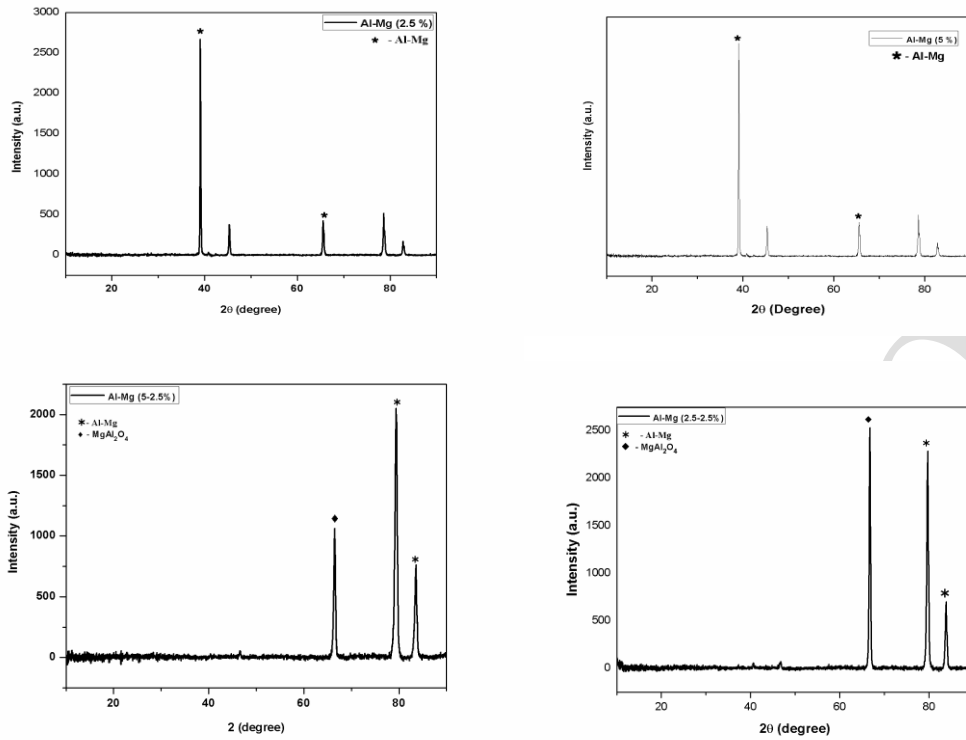 3000
2500
2000
1500
1000
500
0
Intensity (a.u.)
Al-Mg (2.5 %)
* - Al-Mg
*
*
20 40 60 80
2θ (degree)
Intensity (a.u.)
Al-Mg (5 %)
* - Al-Mg
*
*
20 40 60 80
2θ (Degree)
2000
1500
1000
500
0
Intensity (a.u.)
Al-Mg (5-2.5%)
*- Al-Mg
♦ - MgAl₂O₄
♦
*
*
20 40 60 80
2 (degree)
2500
2000
1500
1000
500
0
Intensity (a.u.)
Al-Mg (2.5-2.5%)
* - Al-Mg
♦ - MgAl₂O₄
♦
*
*
20 40 60 80
2θ (degree)